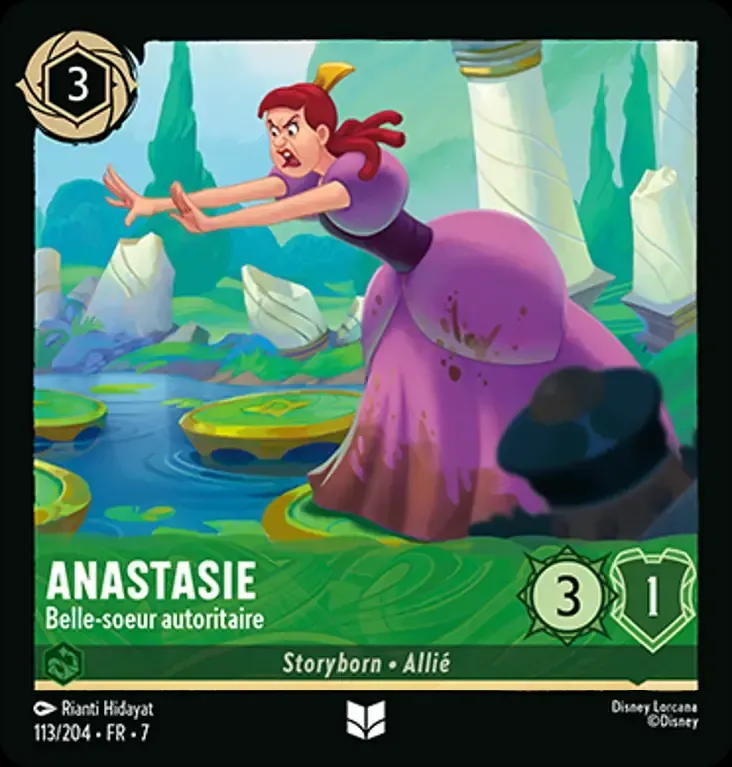 3
ANASTASIE
Belle-soeur autoritaire
3
1
Storyborn • Allié
Rianti Hidayat
113/204 • FR • 7
Disney Lorcana
©Disney